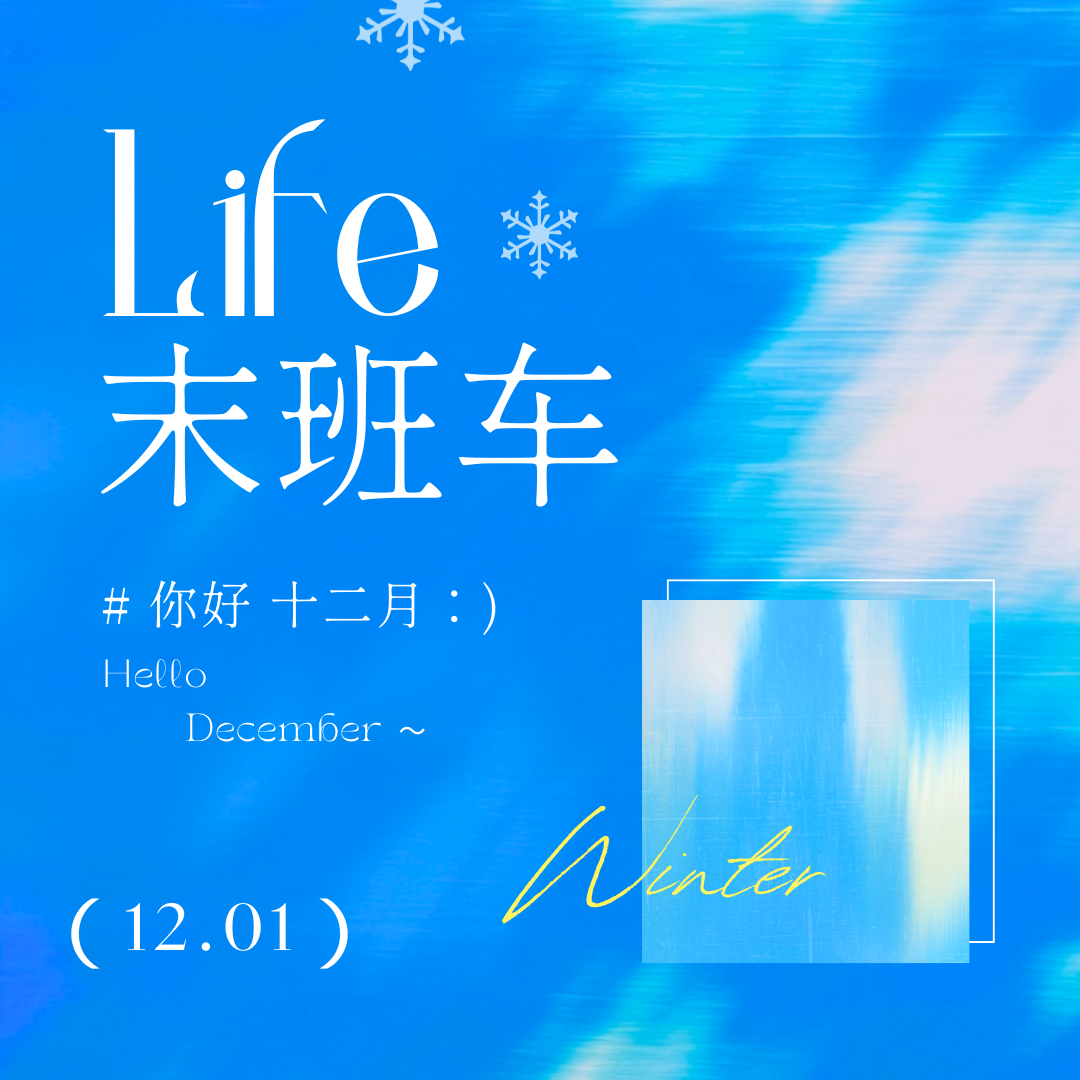 Life
末班车
# 你好 十二月：)
Hello
December ~
Winter
( 12.01 )